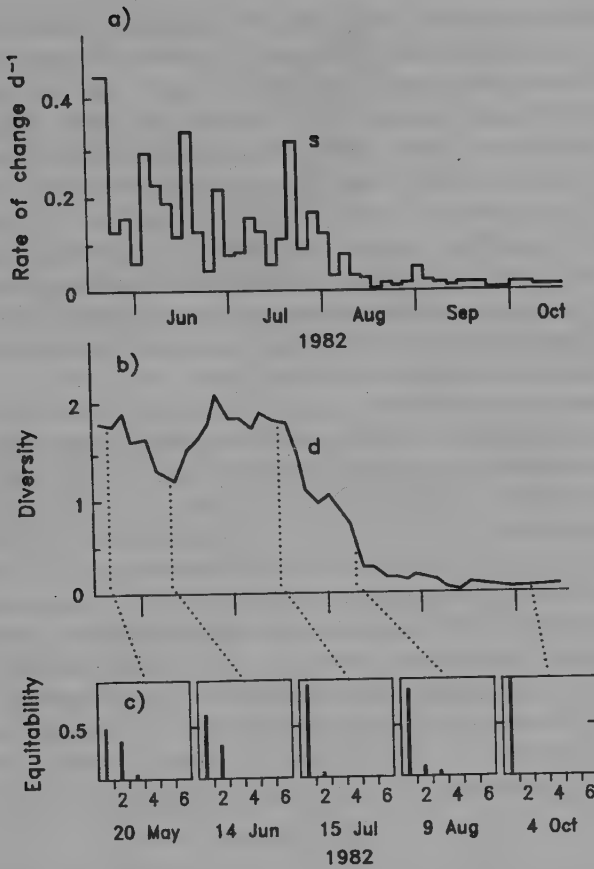 a)
Rate of change d⁻¹
0.4
0.2
0
s
Jun Jul Aug Sep Oct
1982
b)
Diversity
2
1
0
d
c)
Equitability
0.5
2 4 6 2 4 6 2 4 6 2 4 6 2 4 6
20 May 14 Jun 15 Jul 9 Aug 4 Oct
1982